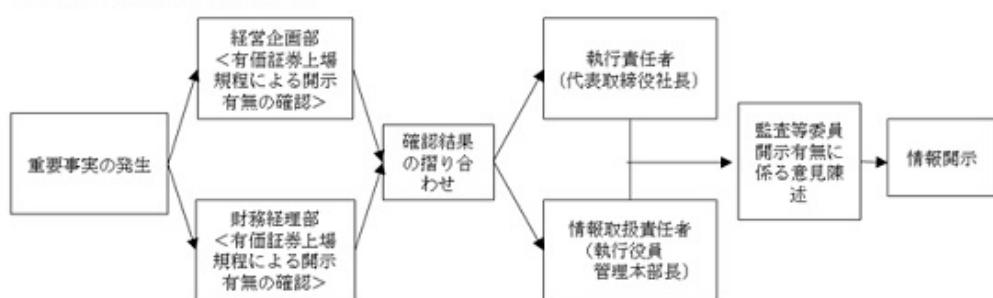 経営企画部
<有価証券上場
規程による開示
有無の確認>
執行責任者
(代表取締役社長)
重要事実の発生
確認結果
の摺り合
わせ
監査等委員
開示有無に
係る意見陳
述
情報開示
財務経理部
<有価証券上場
規程による開示
有無の確認>
情報取扱責任者
(執行役員
管理本部長)